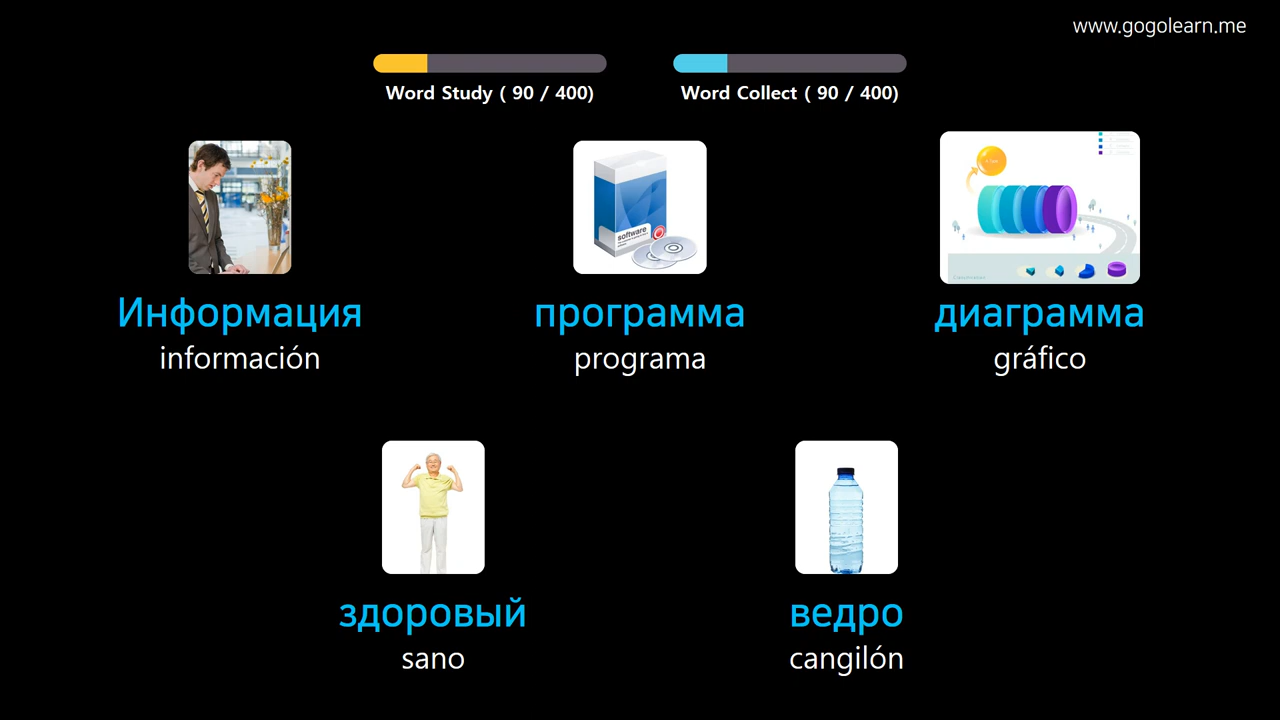 www.gogolearn.me
Word Study ( 90 / 400)
Word Collect ( 90 / 400)
software
Информация
información
программа
programa
диаграмма
gráfico
здоровый
sano
ведро
cangilón